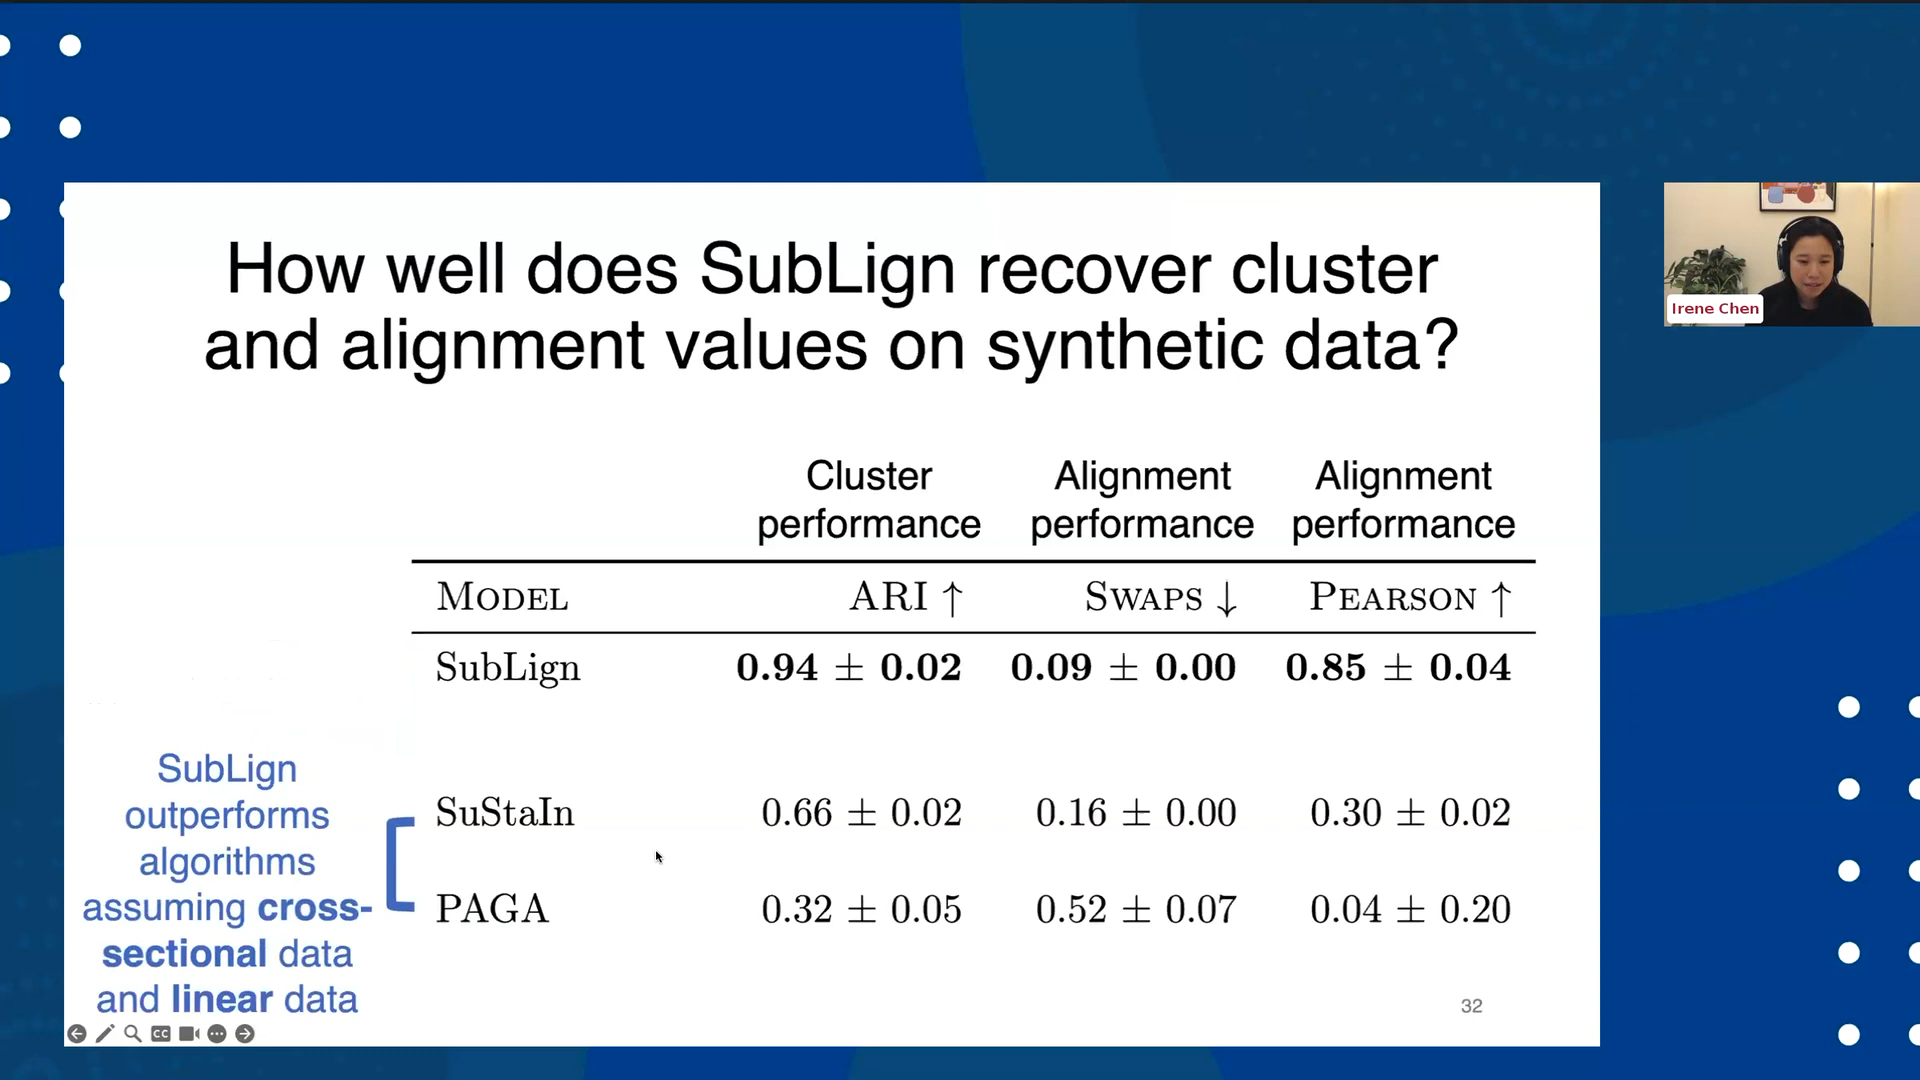 How well does SubLign recover cluster
and alignment values on synthetic data?
Irene Chen
Cluster performance
Alignment performance
Alignment performance
MODEL ARI ↑ SWAPS ↓ PEARSON ↑
SubLign 0.94 ± 0.02 0.09 ± 0.00 0.85 ± 0.04
SuStaIn 0.66 ± 0.02 0.16 ± 0.00 0.30 ± 0.02
PAGA 0.32 ± 0.05 0.52 ± 0.07 0.04 ± 0.20
SubLign
outperforms
algorithms
assuming cross-
sectional data
and linear data
32
CC